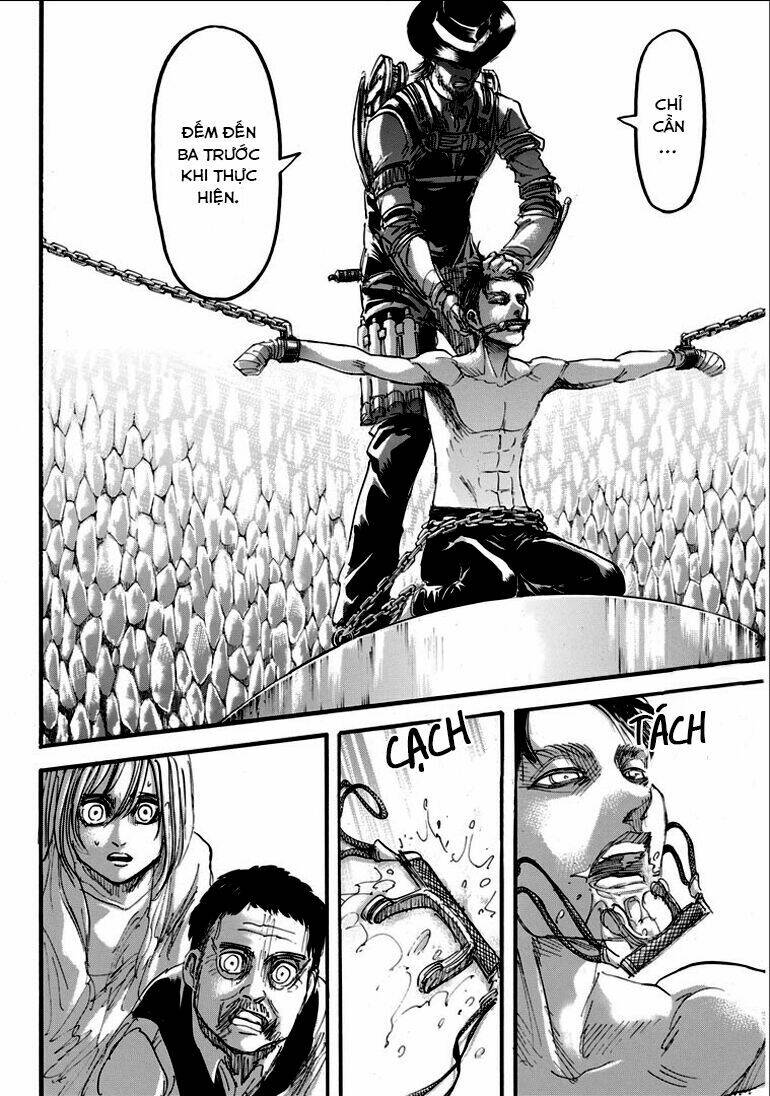 CHỈ
CẦN
...
ĐẾM ĐẾN
BA TRƯỚC
KHI THỰC
HIỆN.
TÁCH
CẠCH